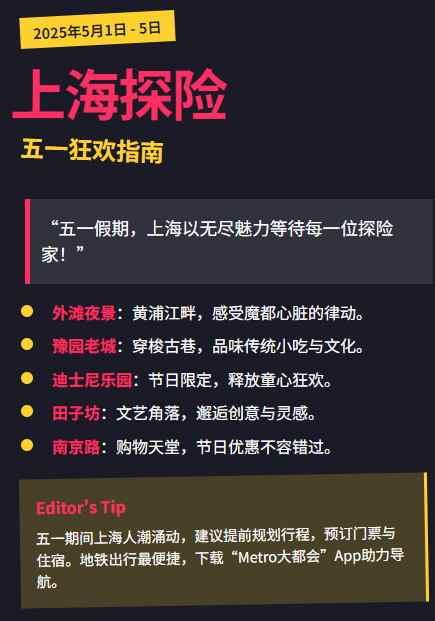 2025年5月1日 - 5日
上海探险
五一狂欢指南
“五一假期，上海以无尽魅力等待每一位探险
家！”
外滩夜景：黄浦江畔，感受魔都心脏的律动。
豫园老城：穿梭古巷，品味传统小吃与文化。
迪士尼乐园：节日限定，释放童心狂欢。
田子坊：文艺角落，邂逅创意与灵感。
南京路：购物天堂，节日优惠不容错过。
Editor's Tip
五一期间上海人潮涌动，建议提前规划行程，预订门票与
住宿。地铁出行最便捷，下载“Metro大都会”App助力导
航。